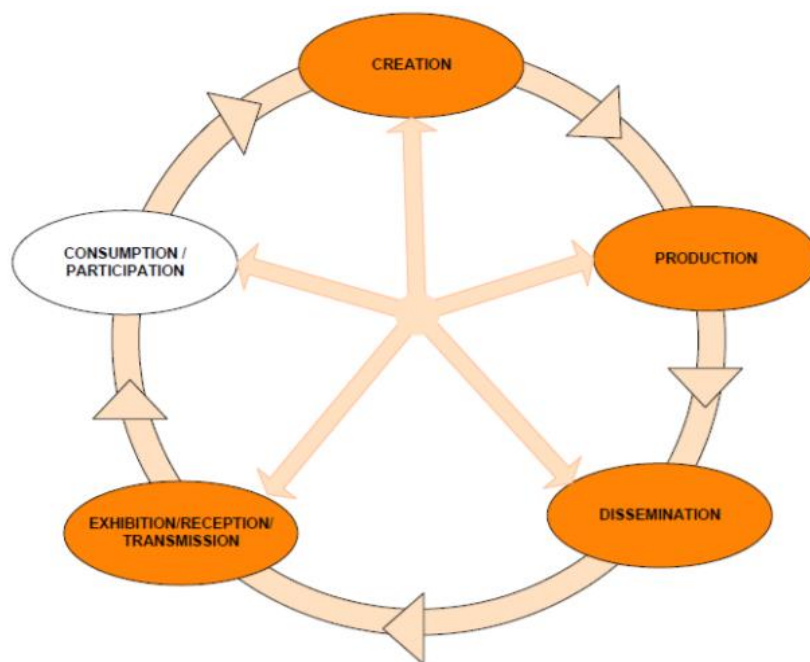 CREATION
PRODUCTION
DISSEMINATION
EXHIBITION/RECEPTION/
TRANSMISSION
CONSUMPTION /
PARTICIPATION